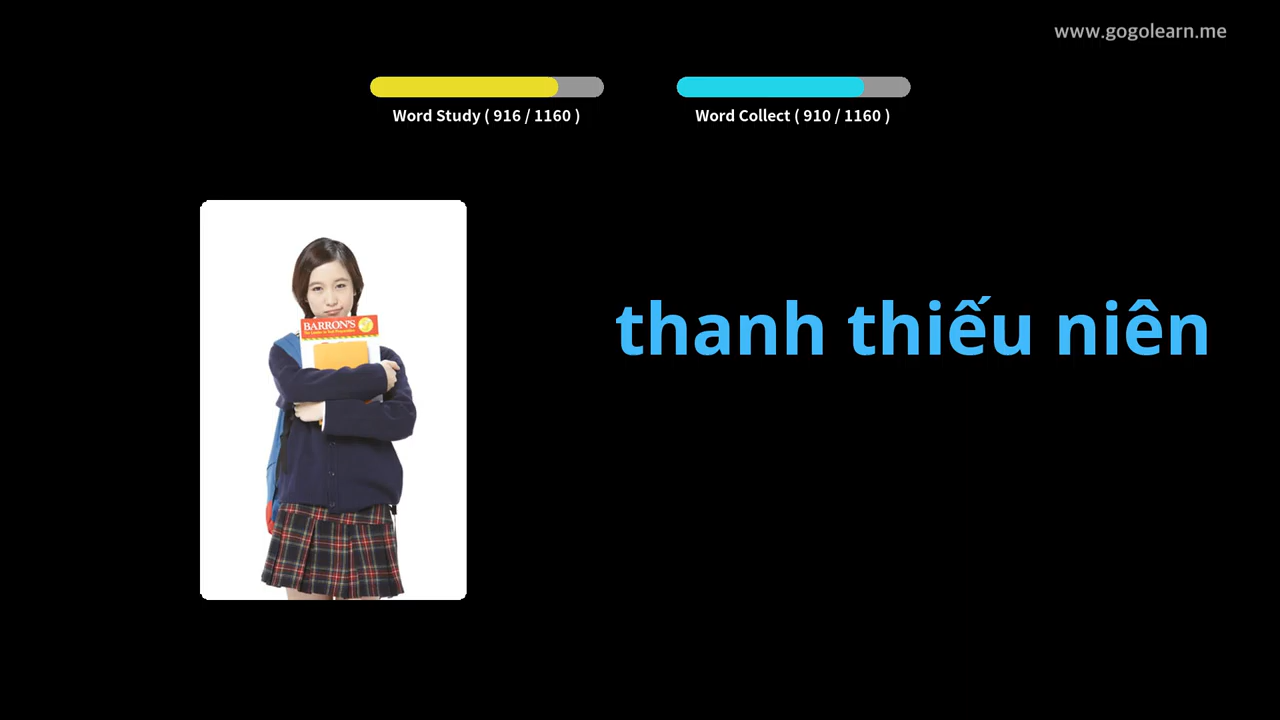 www.gogolearn.me
Word Study ( 916 / 1160 )
Word Collect ( 910 / 1160 )
BARRON'S
thanh thiếu niên